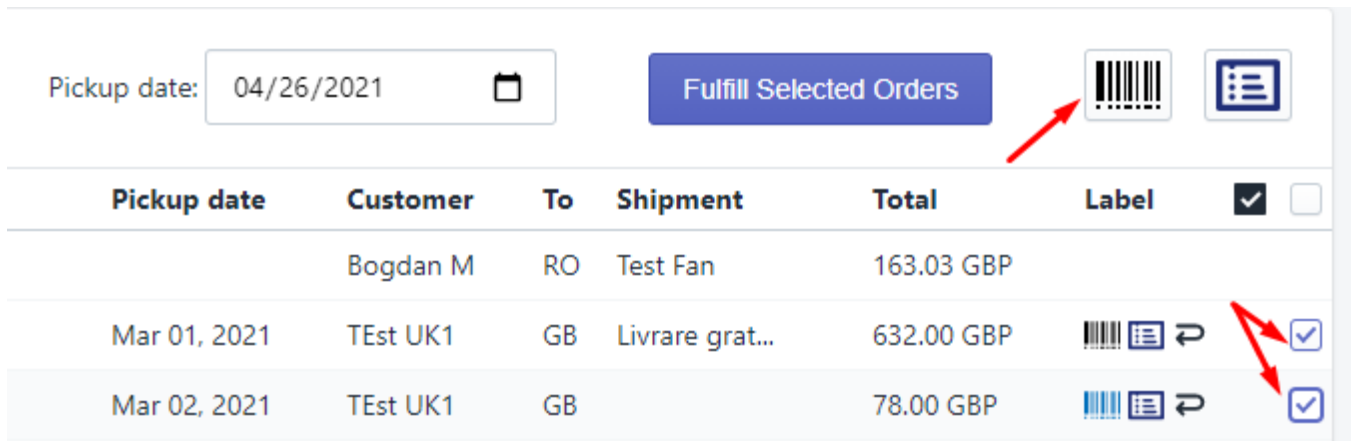 Pickup date: 04/26/2021 Fulfill Selected Orders
Pickup date Customer To Shipment Total Label
Bogdan M RO Test Fan 163.03 GBP
Mar 01, 2021 TEst UK1 GB Livrare grat... 632.00 GBP
Mar 02, 2021 TEst UK1 GB 78.00 GBP